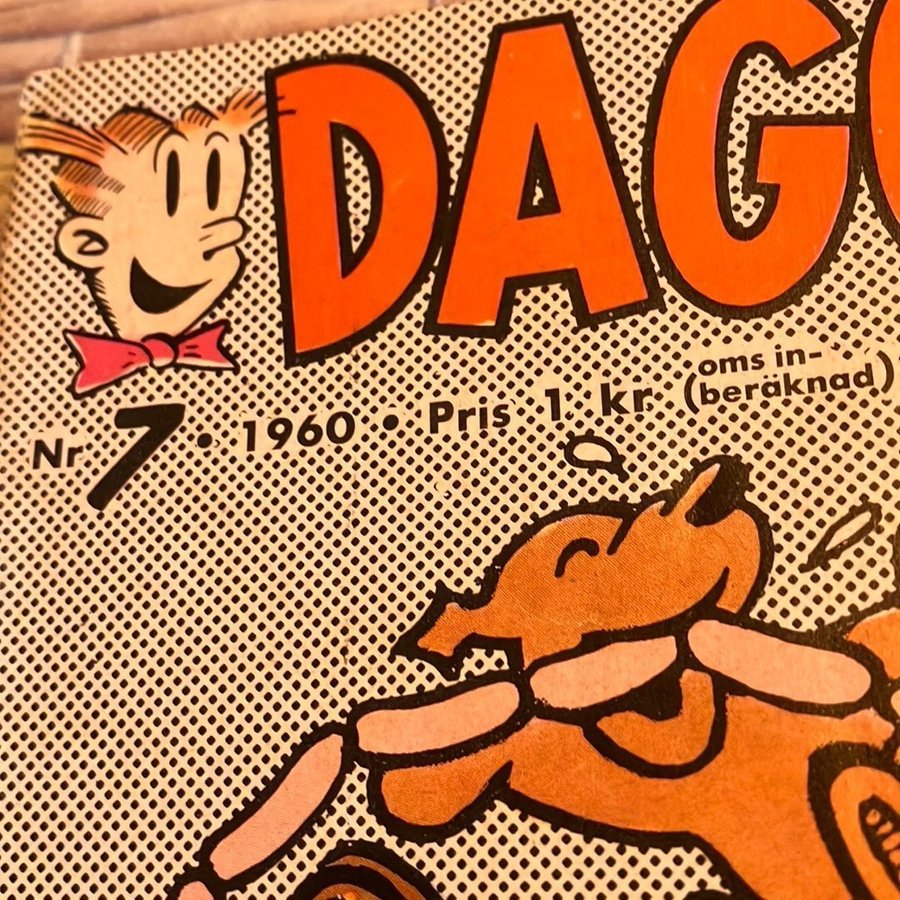 DAG
Nr 7 • 1960 • Pris 1 kr (oms in-
beräknad)